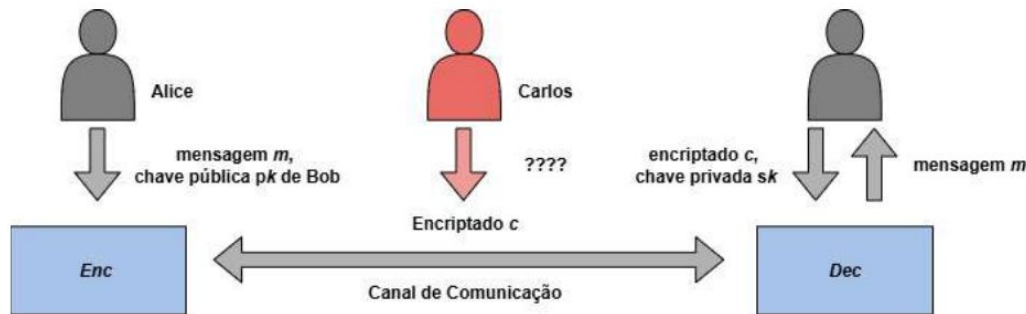 Alice
Carlos
mensagem m,
chave pública pk de Bob
????
encriptado c,
chave privada sk
mensagem m
Encriptado c
Enc
Dec
Canal de Comunicação